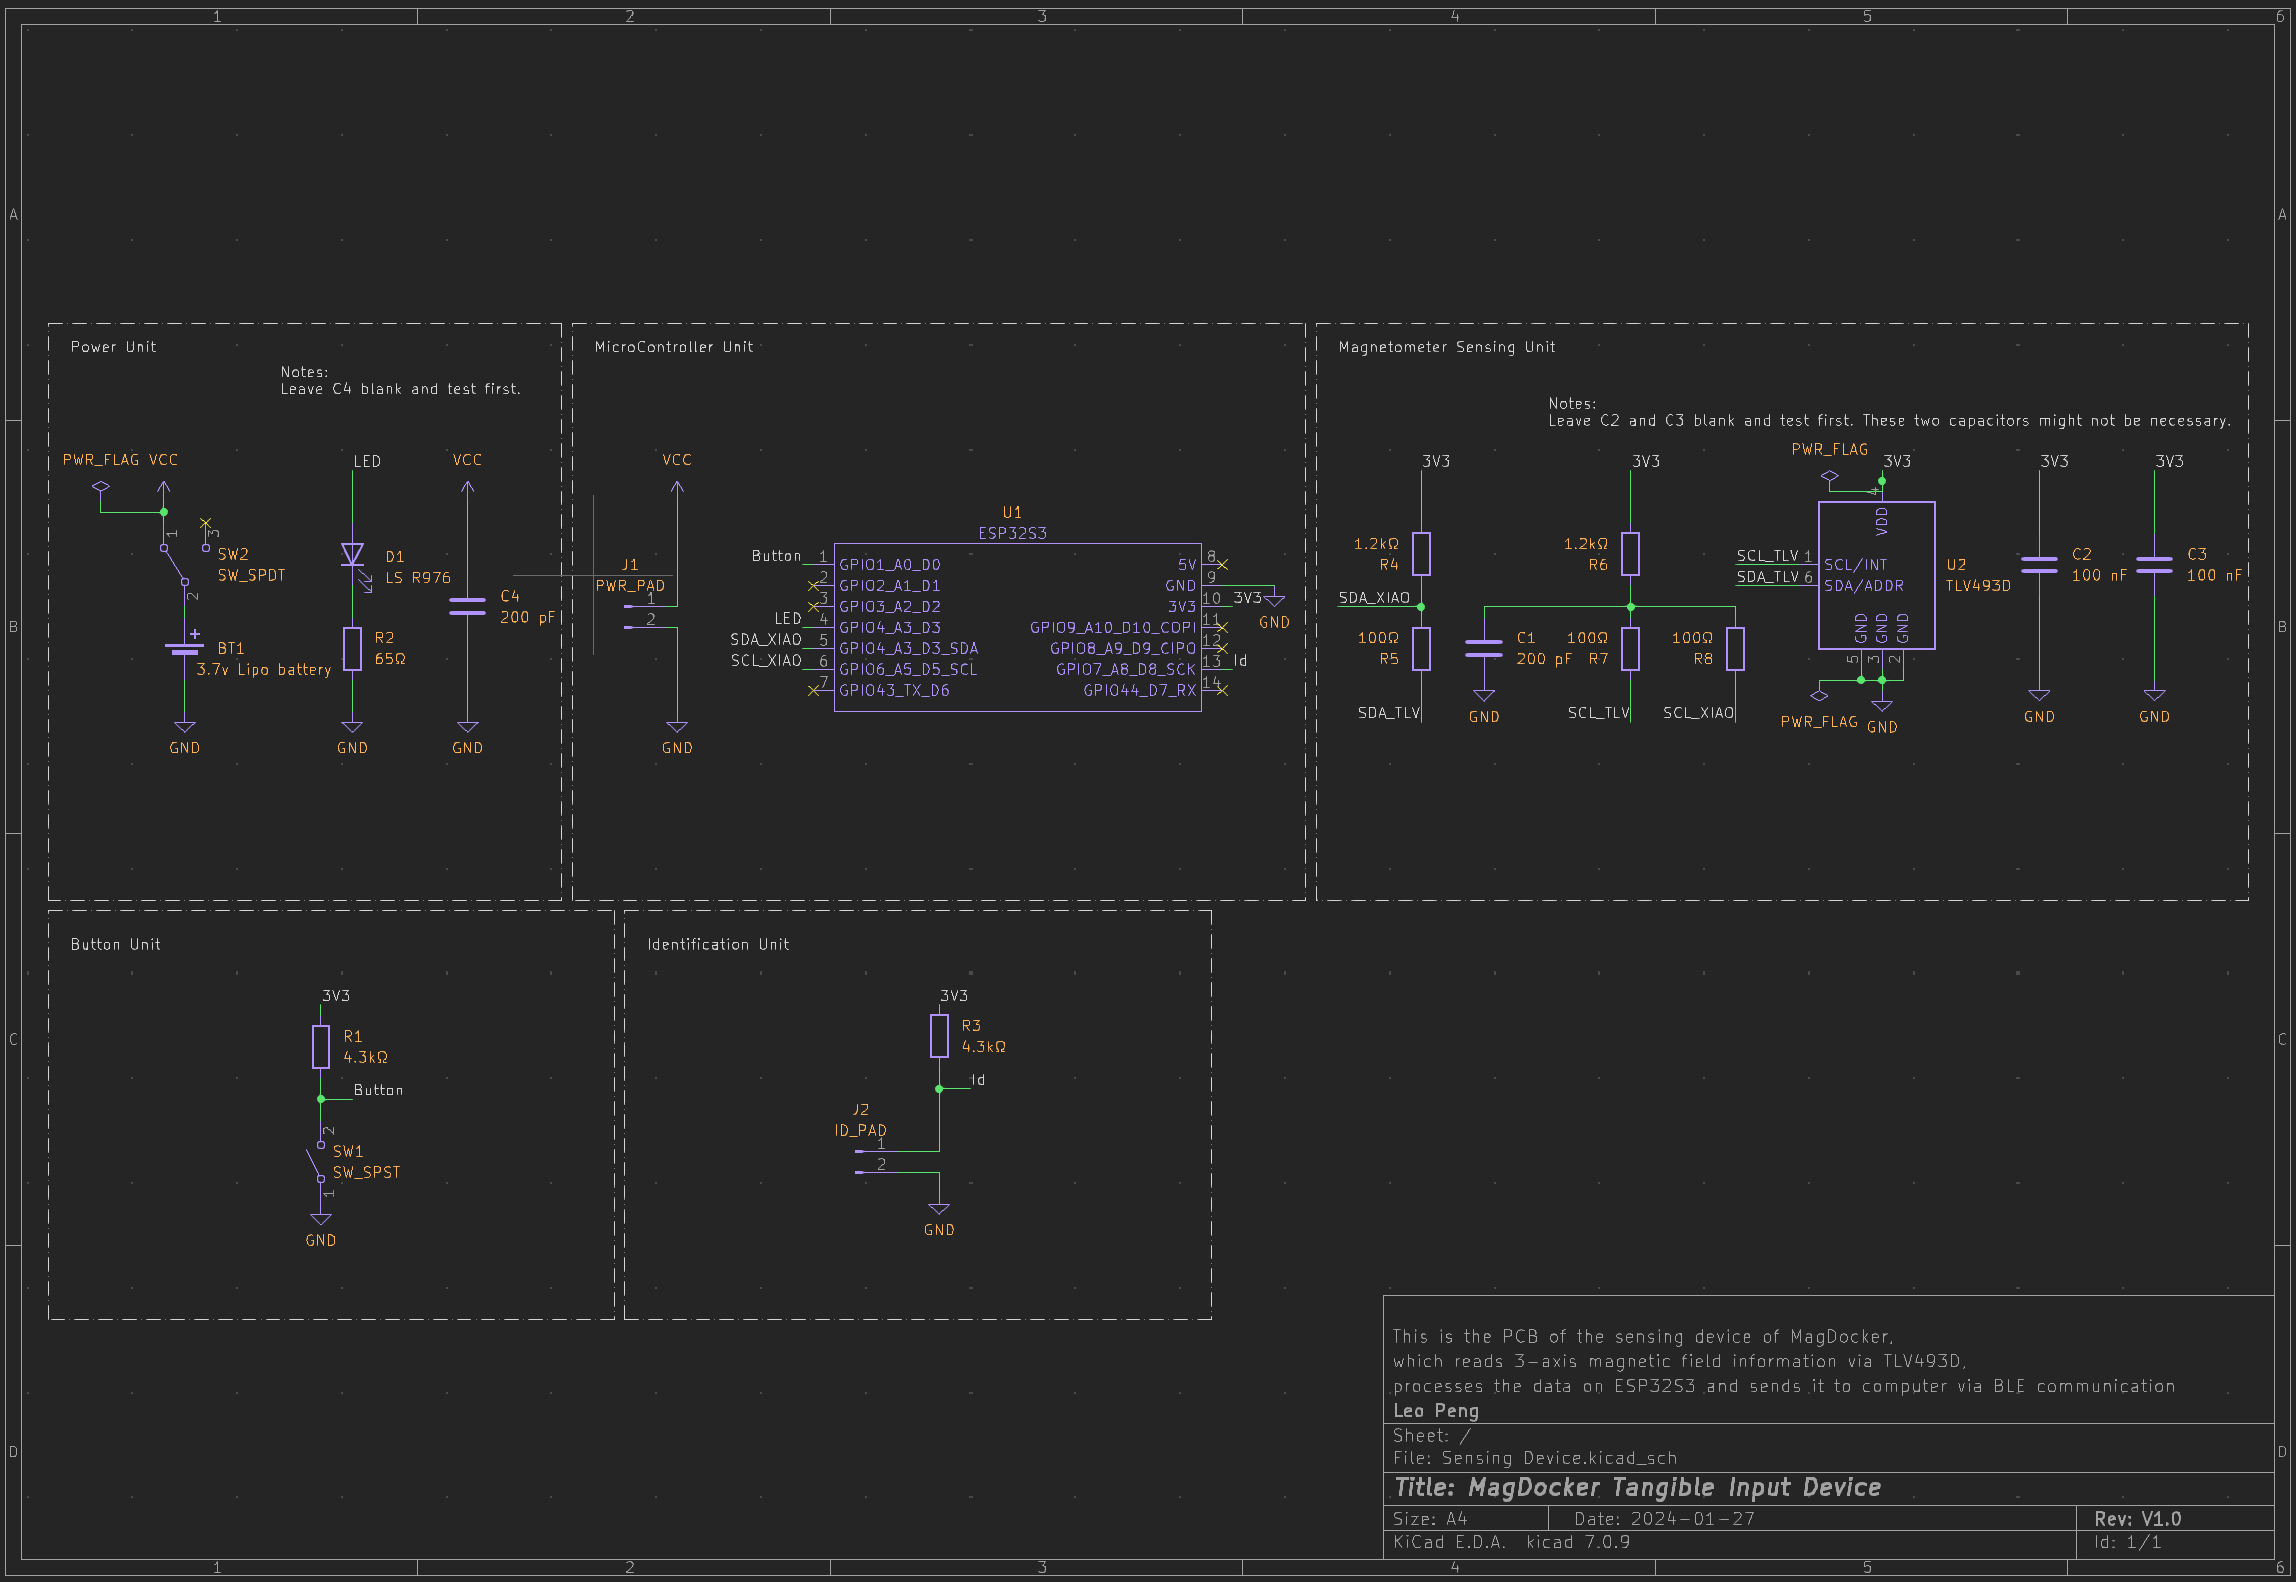 1 2 3 4 5 6
A A
Power Unit
Notes:
Leave C4 blank and test first.
PWR_FLAG VCC
LED
VCC
1
3
SW2
SW_SPDT
2
D1
LS R976
C4
200 pF
+
BT1
3.7v Lipo battery
R2
65Ω
GND
GND
GND
MicroController Unit
VCC
J1
PWR_PAD
1
2
GND
U1
ESP32S3
Button 1 GPIO1_A0_D0
2 GPIO2_A1_D1
3 GPIO3_A2_D2
LED 4 GPIO4_A3_D3
SDA_XIAO 5 GPIO4_A3_D3_SDA
SCL_XIAO 6 GPIO6_A5_D5_SCL
7 GPIO43_TX_D6
5V 8
GND 9
3V3 10 3V3
GND
GPIO9_A10_D10_COPI 11
GPIO8_A9_D9_CIPO 12
GPIO7_A8_D8_SCK 13 Id
GPIO44_D7_RX 14
Magnetometer Sensing Unit
Notes:
Leave C2 and C3 blank and test first. These two capacitors might not be necessary.
3V3
1.2kΩ
R4
SDA_XIAO
100Ω
R5
SDA_TLV
3V3
1.2kΩ
R6
C1
200 pF
GND
100Ω
R7
SCL_TLV
100Ω
R8
SCL_XIAO
PWR_FLAG
3V3
4
VDD
SCL_TLV 1 SCL/INT
SDA_TLV 6 SDA/ADDR
U2
TLV493D
GND GND GND
5 3 2
PWR_FLAG
GND
3V3
C2
100 nF
GND
3V3
C3
100 nF
GND
B B
Button Unit
3V3
R1
4.3kΩ
Button
2
SW1
SW_SPST
1
GND
Identification Unit
3V3
R3
4.3kΩ
Id
J2
ID_PAD
1
2
GND
C C
This is the PCB of the sensing device of MagDocker,
which reads 3-axis magnetic field information via TLV493D,
processes the data on ESP32S3 and sends it to computer via BLE communication
Leo Peng
Sheet: /
File: Sensing Device.kicad_sch
Title: MagDocker Tangible Input Device
Size: A4 Date: 2024-01-27 Rev: V1.0
KiCad E.D.A. kicad 7.0.9 Id: 1/1
D D
1 2 3 4 5 6